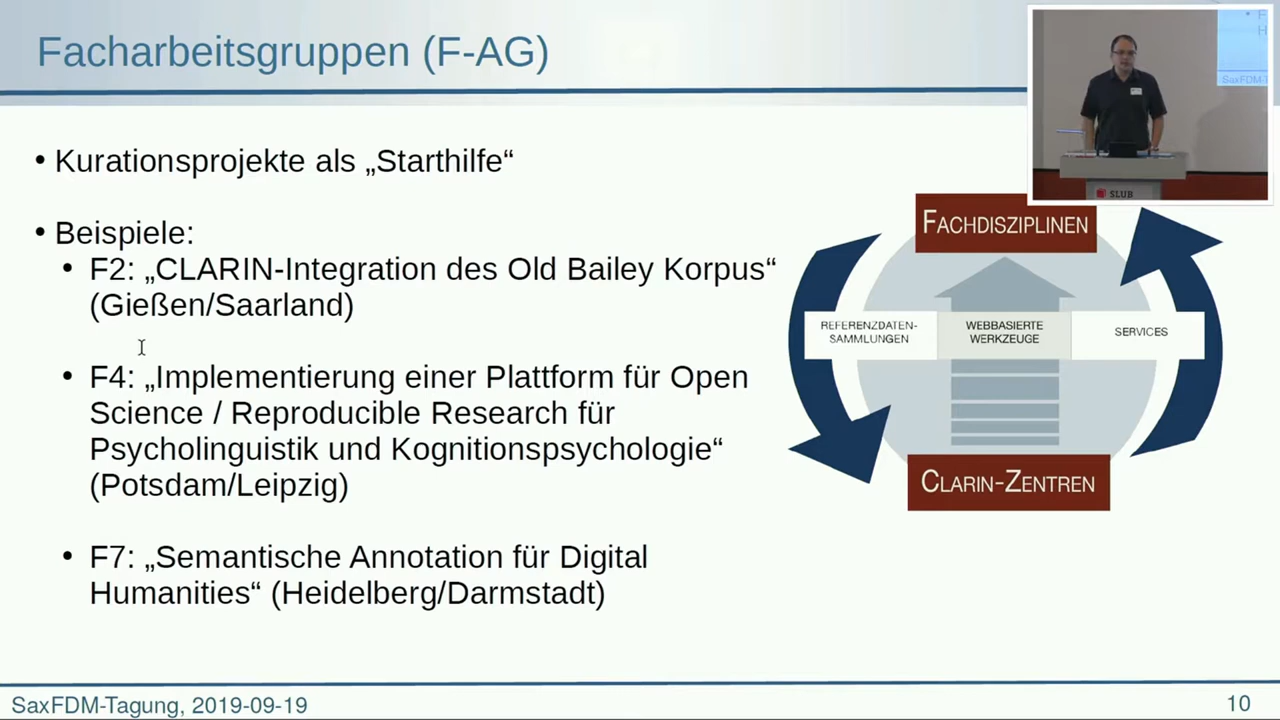 Facharbeitsgruppen (F-AG)
• Kurationsprojekte als „Starthilfe“
• Beispiele:
• F2: „CLARIN-Integration des Old Bailey Korpus“
(Gießen/Saarland)
• F4: „Implementierung einer Plattform für Open
Science / Reproducible Research für
Psycholinguistik und Kognitionspsychologie“
(Potsdam/Leipzig)
• F7: „Semantische Annotation für Digital
Humanities“ (Heidelberg/Darmstadt)
SLUB
FACHDISZIPLINEN
REFERENZDATEN-
SAMMLUNGEN
WEBBASIERTE
WERKZEUGE
SERVICES
CLARIN-ZENTREN
SaxFDM-Tagung, 2019-09-19
10